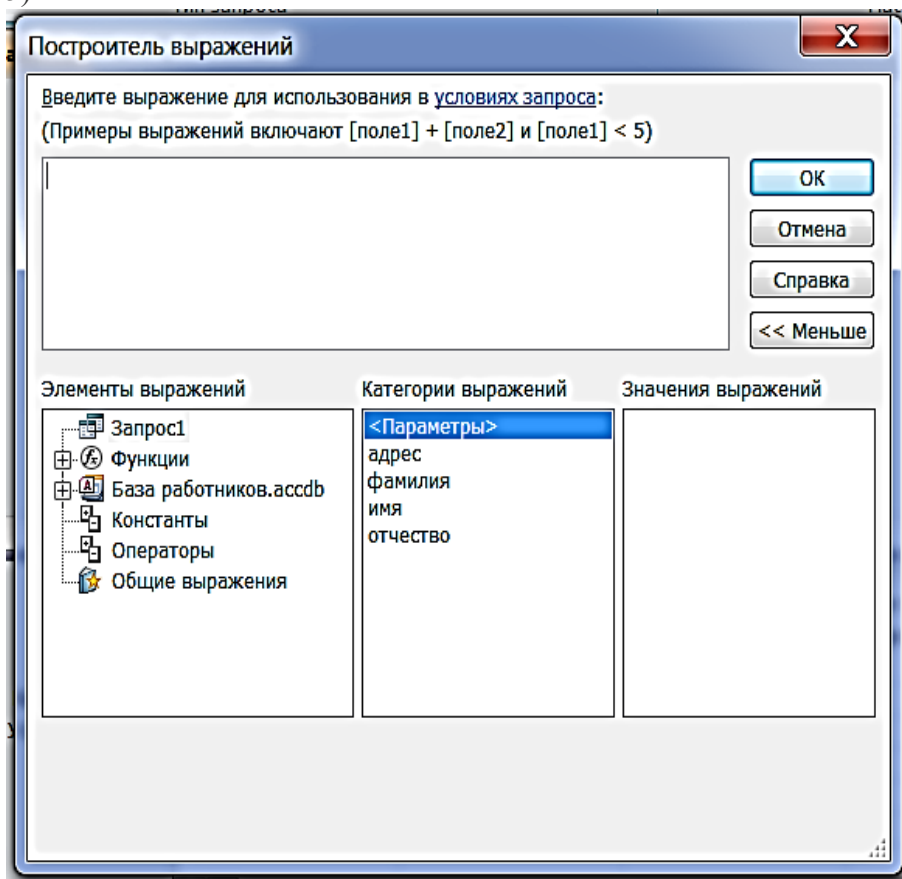 Построитель выражений
X
Введите выражение для использования в условиях запроса:
(Примеры выражений включают [поле1] + [поле2] и [поле1] < 5)
ОК
Отмена
Справка
<< Меньше
Элементы выражений
Категории выражений
Значения выражений
Запрос1
Функции
База работников.accdb
Константы
Операторы
Общие выражения
<Параметры>
адрес
фамилия
имя
отчество